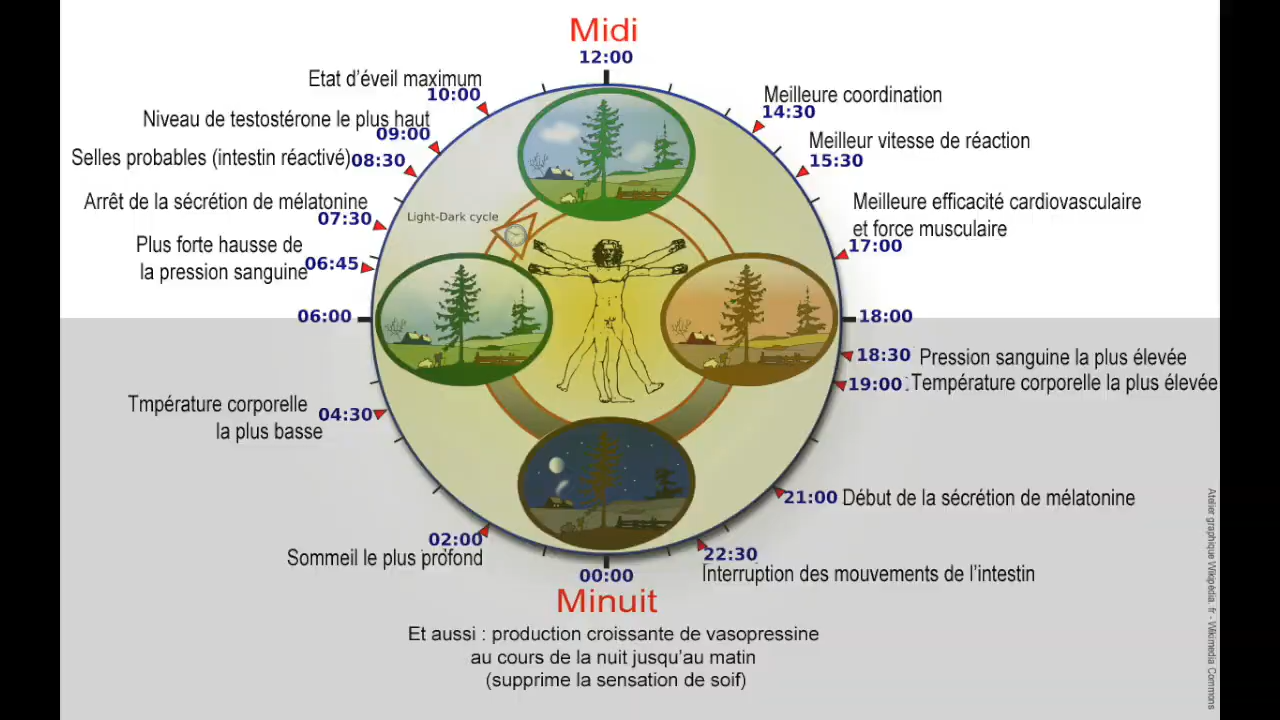 Midi
12:00
Etat d'éveil maximum
10:00
Niveau de testostérone le plus haut
09:00
Selles probables (intestin réactivé) 08:30
Arrêt de la sécrétion de mélatonine
07:30
Light-Dark cycle
Plus forte hausse de
la pression sanguine 06:45
06:00
Tmpérature corporelle
la plus basse
04:30
02:00
Sommeil le plus profond
Meilleure coordination
14:30
Meilleur vitesse de réaction
15:30
Meilleure efficacité cardiovasculaire
et force musculaire
17:00
18:00
18:30 Pression sanguine la plus élevée
19:00 Température corporelle la plus élevée
21:00 Début de la sécrétion de mélatonine
22:30
Interruption des mouvements de l'intestin
00:00
Minuit
Et aussi : production croissante de vasopressine
au cours de la nuit jusqu'au matin
(supprime la sensation de soif)
Atelier graphique Wikipédia. fr - Wikimedia Commons